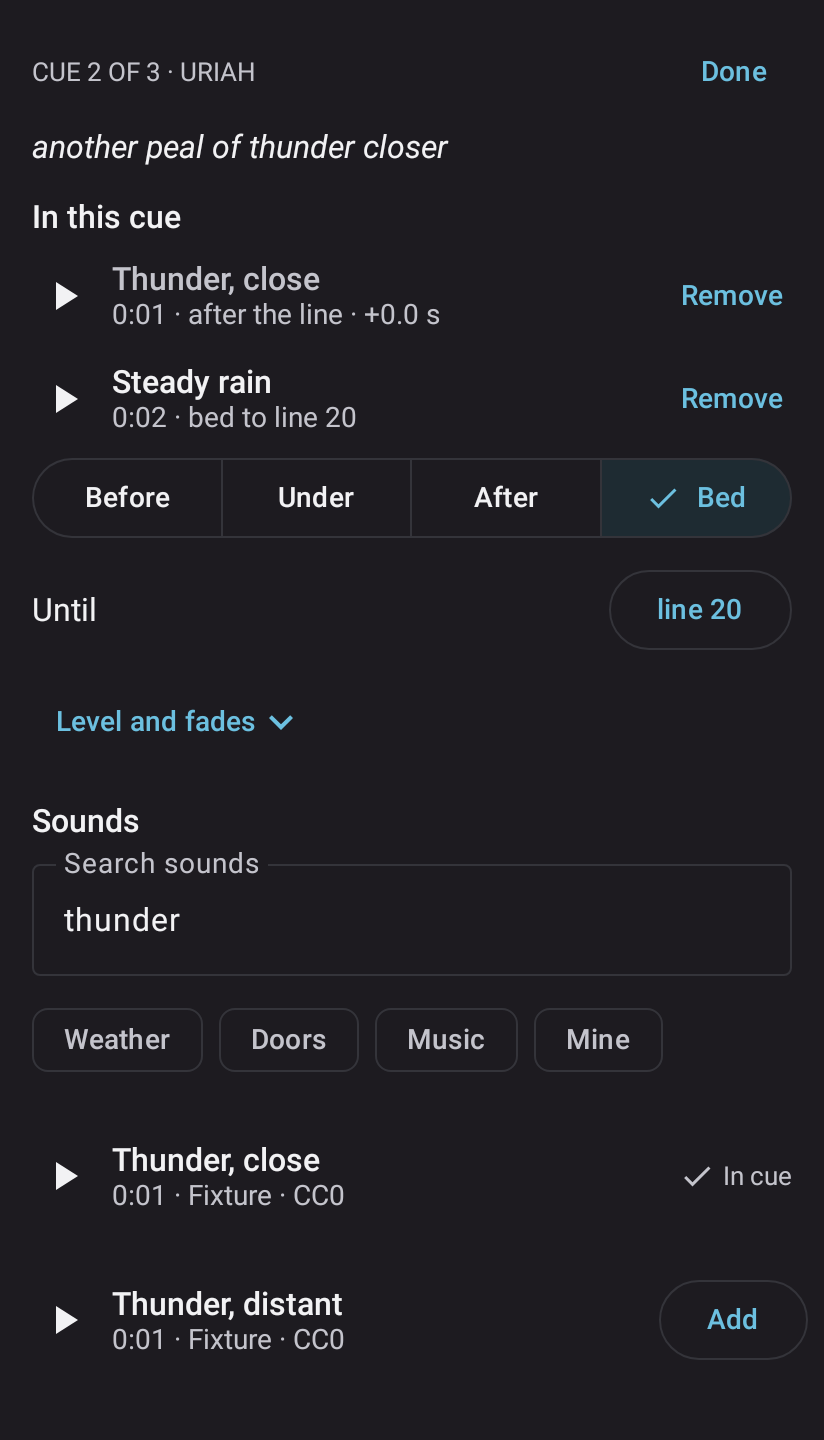 CUE 2 OF 3 · URIAH
Done
another peal of thunder closer
In this cue
Thunder, close
0:01 · after the line · +0.0 s
Remove
Steady rain
0:02 · bed to line 20
Remove
Before
Under
After
Bed
Until
line 20
Level and fades
Sounds
Search sounds
thunder
Weather
Doors
Music
Mine
Thunder, close
0:01 · Fixture · CC0
In cue
Thunder, distant
0:01 · Fixture · CC0
Add